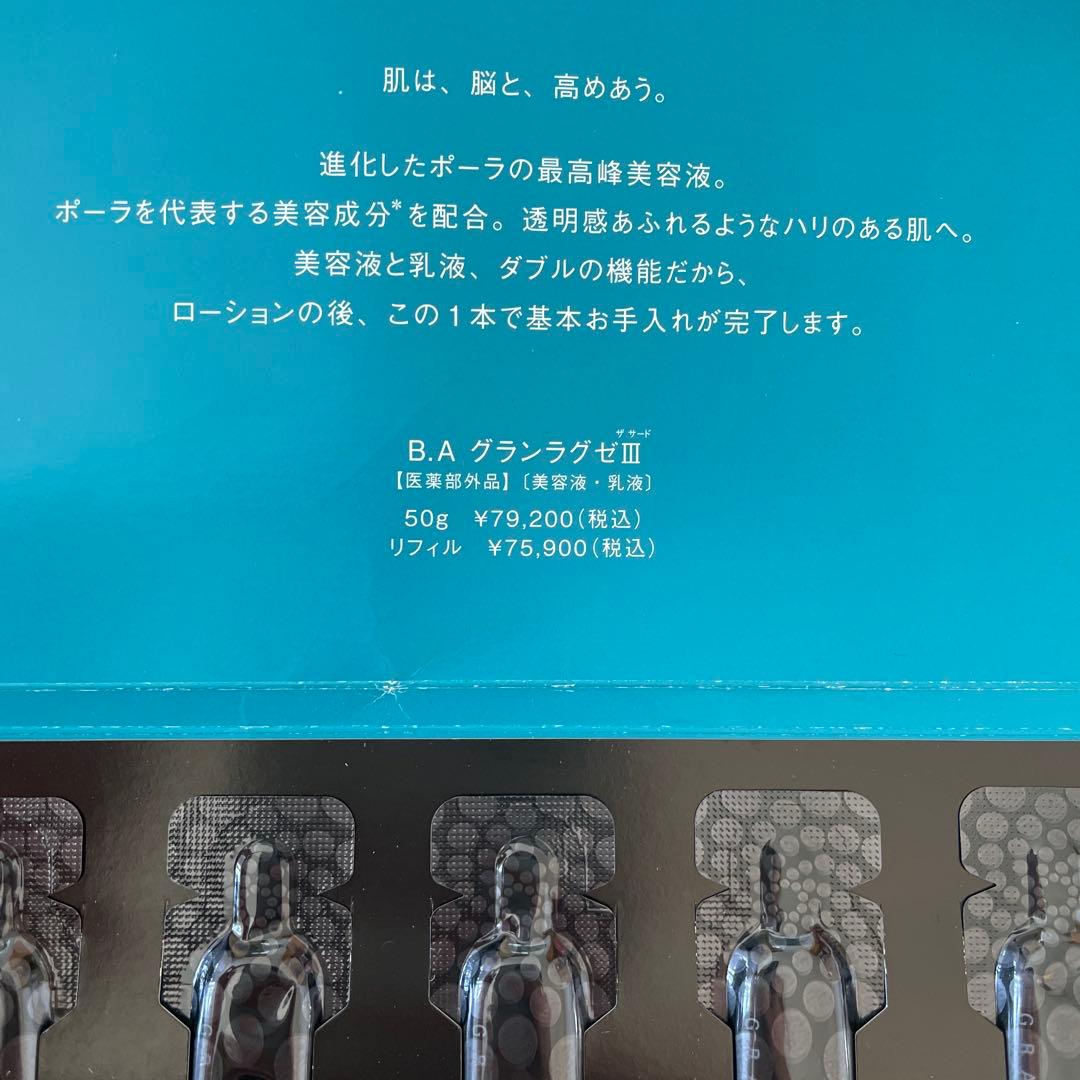 肌は、脳と、高めあう。
進化したポーラの最高峰美容液。
ポーラを代表する美容成分*を配合。透明感あふれるようなハリのある肌へ。
美容液と乳液、ダブルの機能だから、
ローションの後、この1本で基本お手入れが完了します。
ザ サード
B.A グランラグゼⅢ
【医薬部外品】〔美容液・乳液〕
50g ¥79,200(税込)
リフィル ¥75,900(税込)
G
G R
G R A
G R A